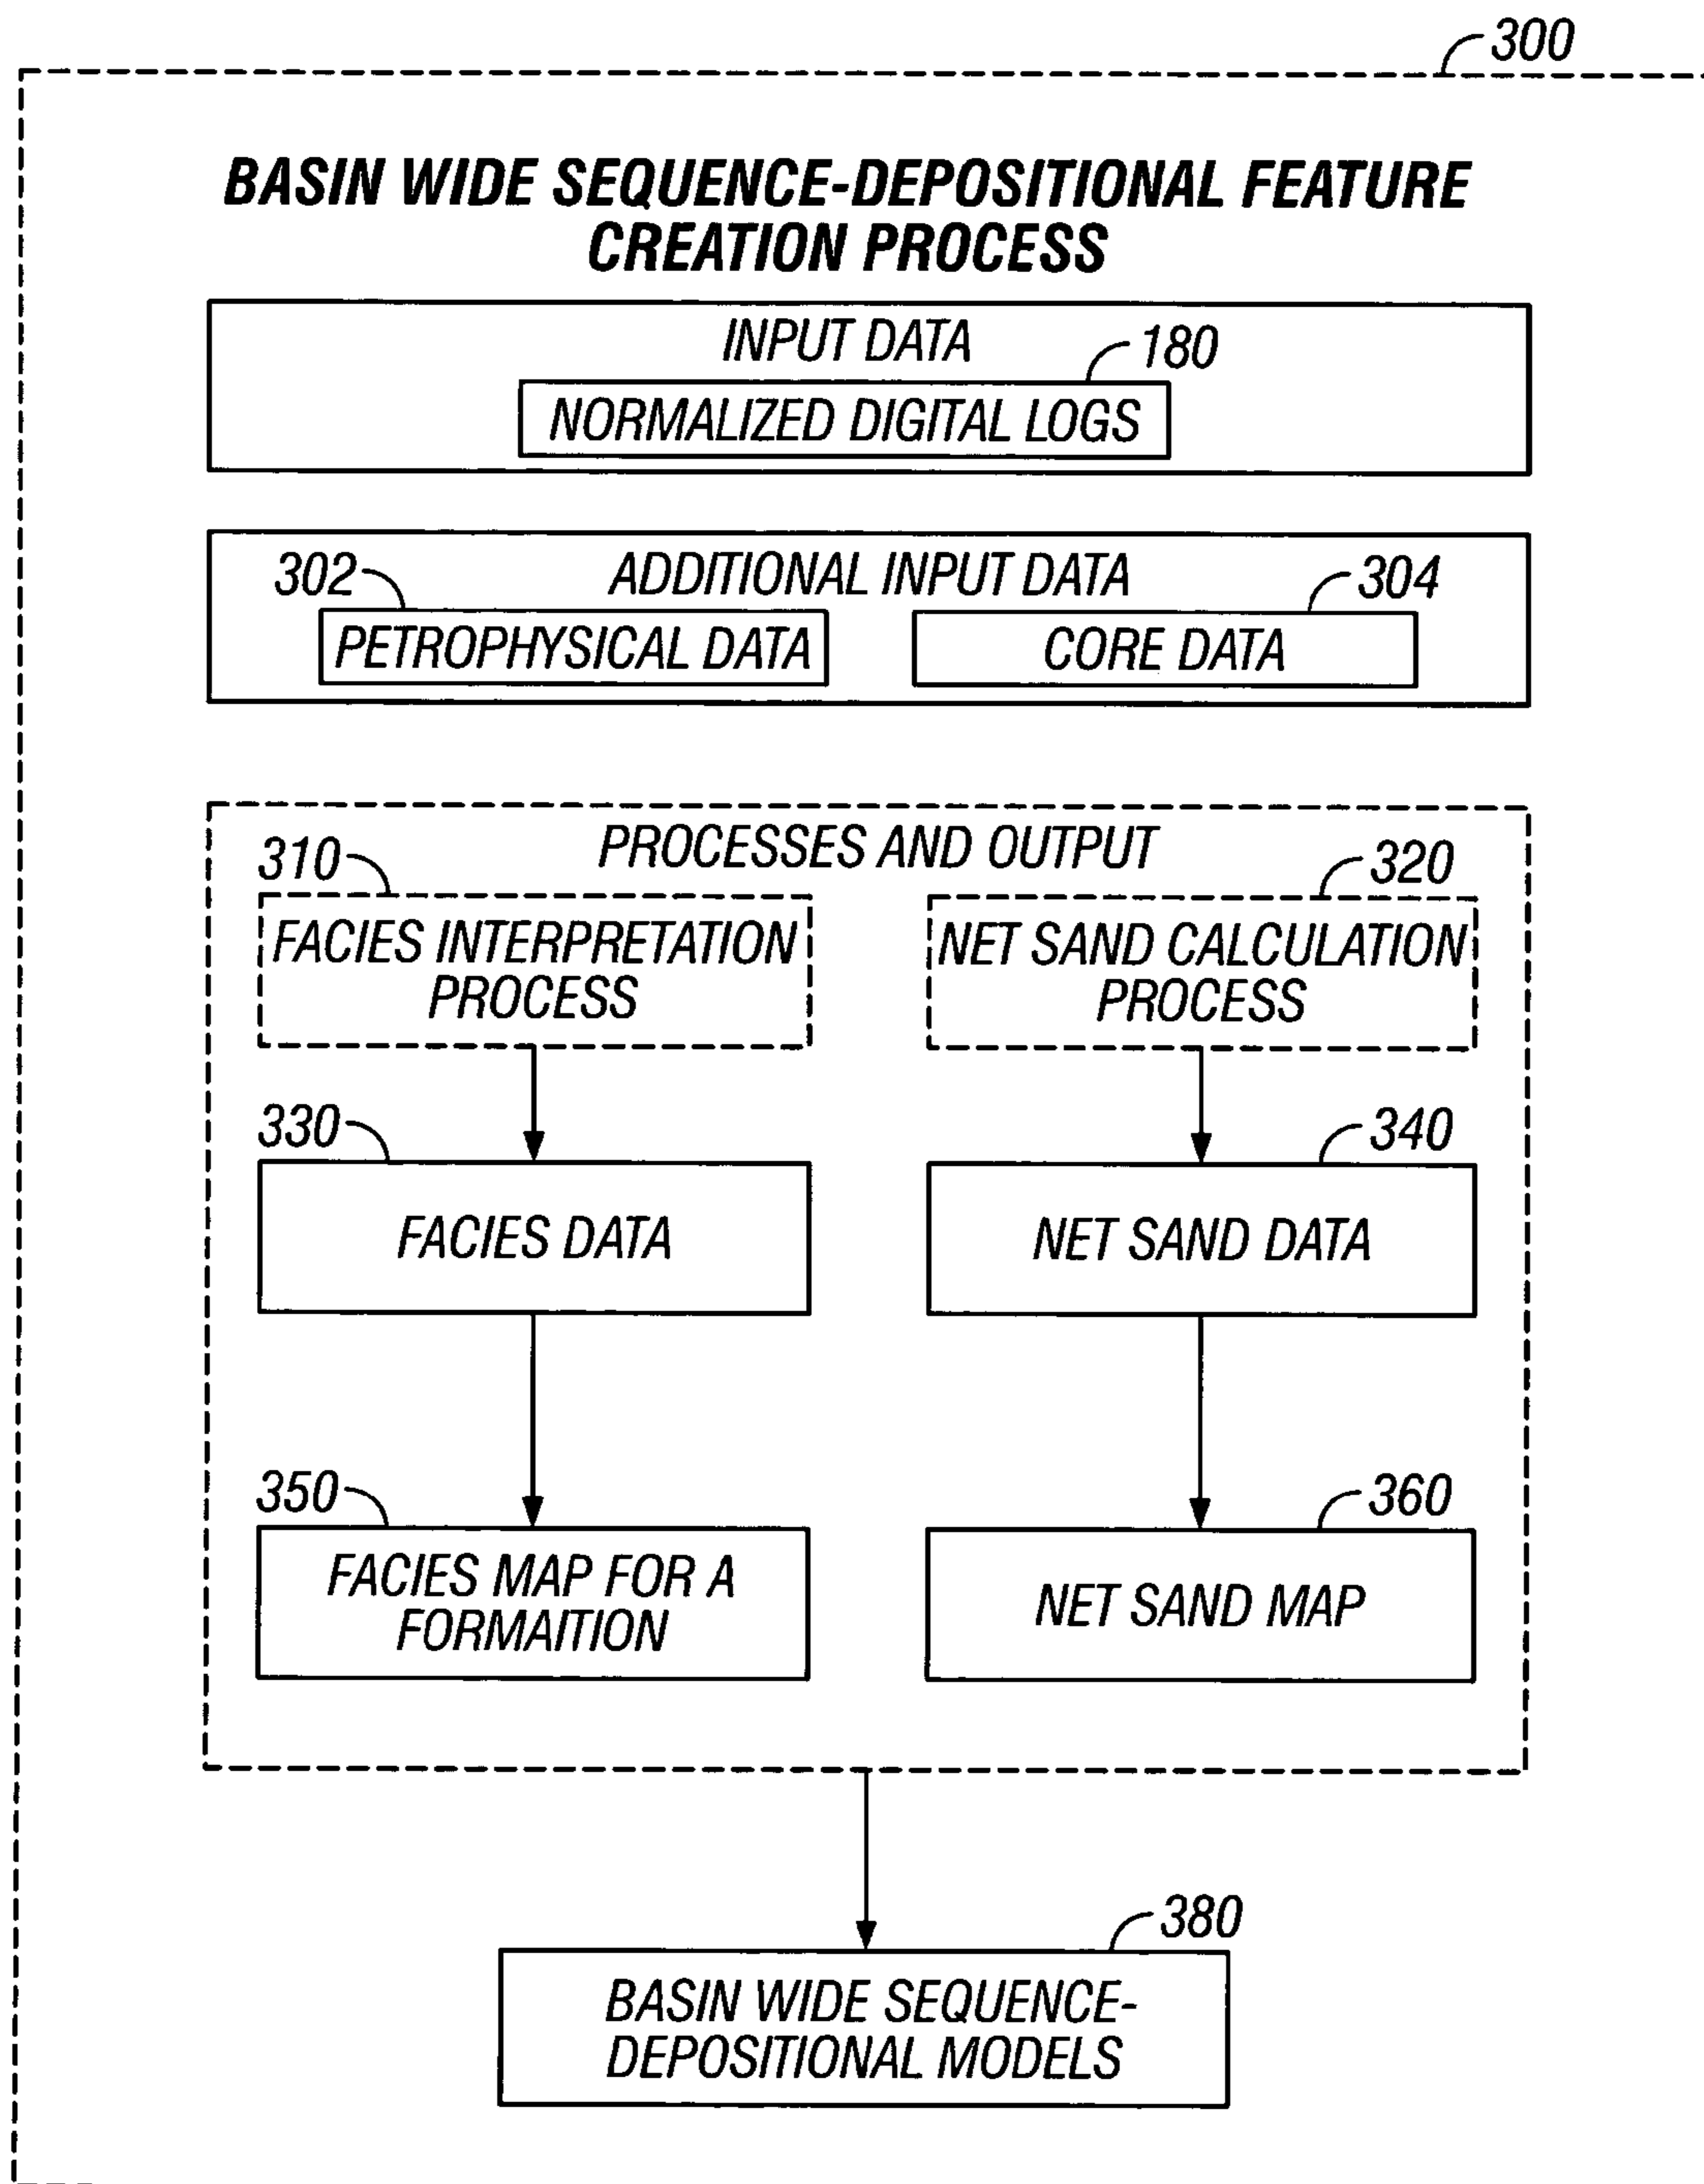 300
BASIN WIDE SEQUENCE-DEPOSITIONAL FEATURE
CREATION PROCESS
INPUT DATA
180
NORMALIZED DIGITAL LOGS
302
ADDITIONAL INPUT DATA
304
PETROPHYSICAL DATA
CORE DATA
PROCESSES AND OUTPUT
310
320
FACIES INTERPRETATION
PROCESS
NET SAND CALCULATION
PROCESS
330
340
FACIES DATA
NET SAND DATA
350
360
FACIES MAP FOR A
FORMAITION
NET SAND MAP
380
BASIN WIDE SEQUENCE-
DEPOSITIONAL MODELS